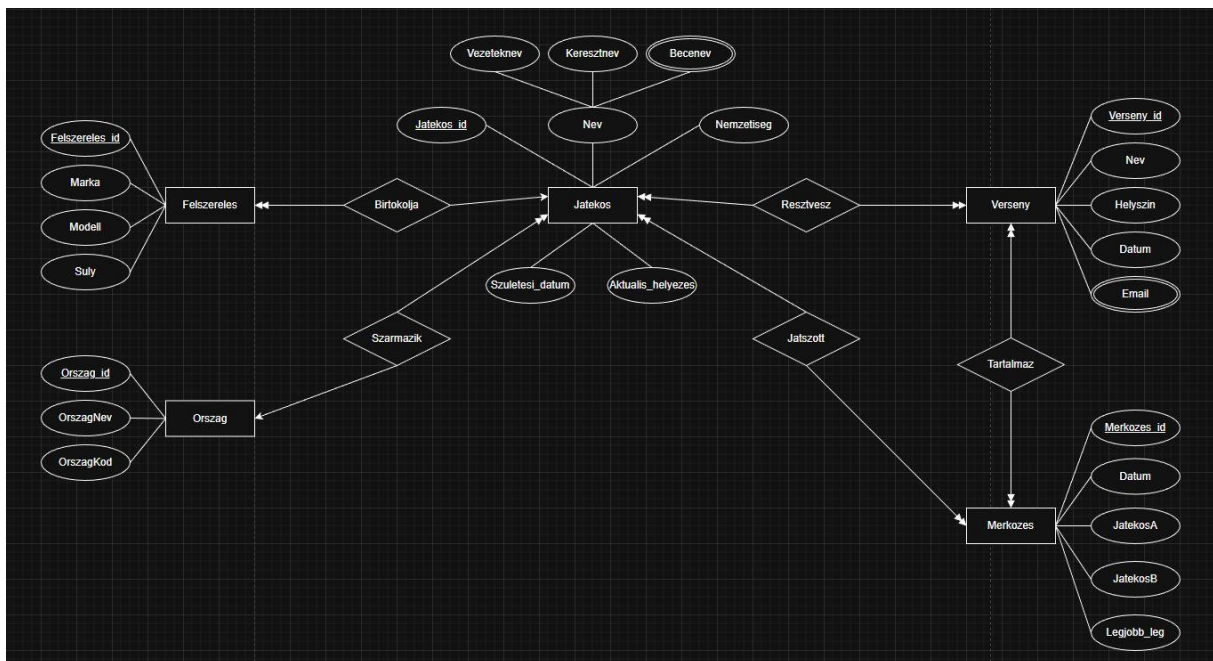 Vezeteknev
Keresztnev
Becenev
Jatekos_id
Nev
Nemzetiseg
Felszereles_id
Marka
Modell
Suly
Felszereles
Birtokolja
Jatekos
Resztvesz
Verseny
Verseny_id
Nev
Helyszin
Datum
Email
Szuletesi_datum
Aktualis_helyezes
Szarmazik
Jatszott
Tartalmaz
Orszag_id
OrszagNev
OrszagKod
Orszag
Merkozes
Merkozes_id
Datum
JatekosA
JatekosB
Legjobb_leg